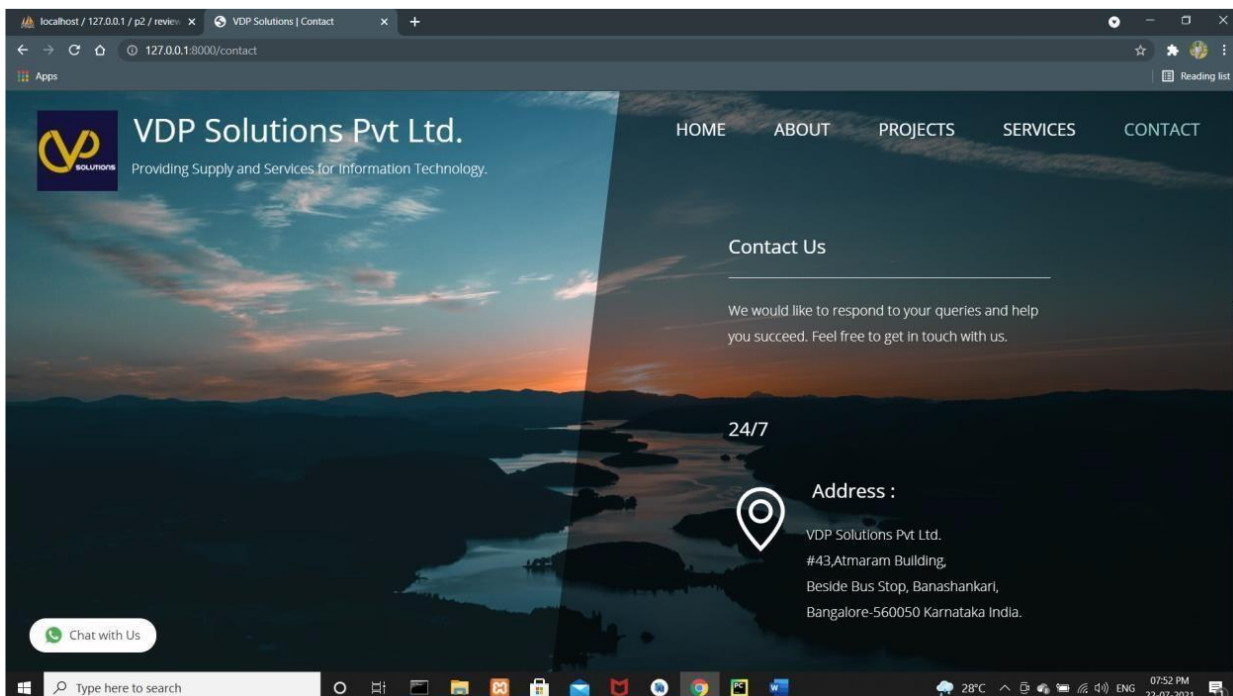 localhost / 127.0.0.1 / p2 / review
VDP Solutions | Contact
127.0.0.1:8000/contact
Apps
Reading list
SOLUTIONS
VDP Solutions Pvt Ltd.
Providing Supply and Services for Information Technology.
HOME ABOUT PROJECTS SERVICES CONTACT
Contact Us
We would like to respond to your queries and help
you succeed. Feel free to get in touch with us.
24/7
Address :
VDP Solutions Pvt Ltd.
#43,Atmaram Building,
Beside Bus Stop, Banashankari,
Bangalore-560050 Karnataka India.
Chat with Us
Type here to search
28°C
ENG
07:52 PM
22-07-2021